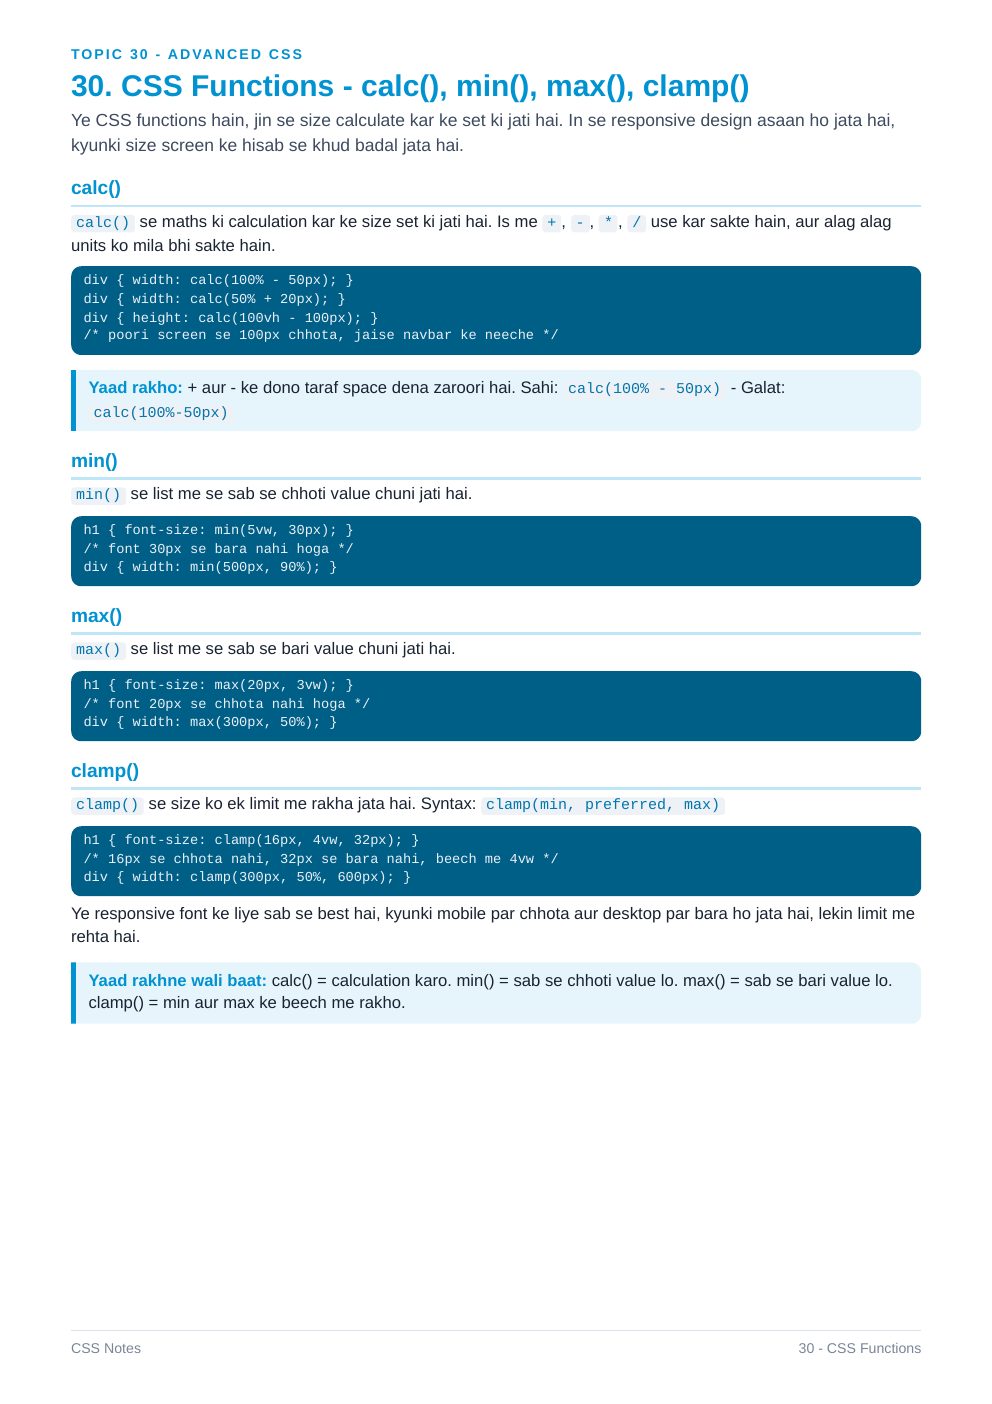 TOPIC 30 - ADVANCED CSS
30. CSS Functions - calc(), min(), max(), clamp()
Ye CSS functions hain, jin se size calculate kar ke set ki jati hai. In se responsive design asaan ho jata hai,
kyunki size screen ke hisab se khud badal jata hai.
calc()
calc() se maths ki calculation kar ke size set ki jati hai. Is me +, -, *, / use kar sakte hain, aur alag alag
units ko mila bhi sakte hain.
div { width: calc(100% - 50px); }
div { width: calc(50% + 20px); }
div { height: calc(100vh - 100px); }
/* poori screen se 100px chhota, jaise navbar ke neeche */
Yaad rakho: + aur - ke dono taraf space dena zaroori hai. Sahi: calc(100% - 50px) - Galat:
calc(100%-50px)
min()
min() se list me se sab se chhoti value chuni jati hai.
h1 { font-size: min(5vw, 30px); }
/* font 30px se bara nahi hoga */
div { width: min(500px, 90%); }
max()
max() se list me se sab se bari value chuni jati hai.
h1 { font-size: max(20px, 3vw); }
/* font 20px se chhota nahi hoga */
div { width: max(300px, 50%); }
clamp()
clamp() se size ko ek limit me rakha jata hai. Syntax: clamp(min, preferred, max)
h1 { font-size: clamp(16px, 4vw, 32px); }
/* 16px se chhota nahi, 32px se bara nahi, beech me 4vw */
div { width: clamp(300px, 50%, 600px); }
Ye responsive font ke liye sab se best hai, kyunki mobile par chhota aur desktop par bara ho jata hai, lekin limit me
rehta hai.
Yaad rakhne wali baat: calc() = calculation karo. min() = sab se chhoti value lo. max() = sab se bari value lo.
clamp() = min aur max ke beech me rakho.
CSS Notes
30 - CSS Functions